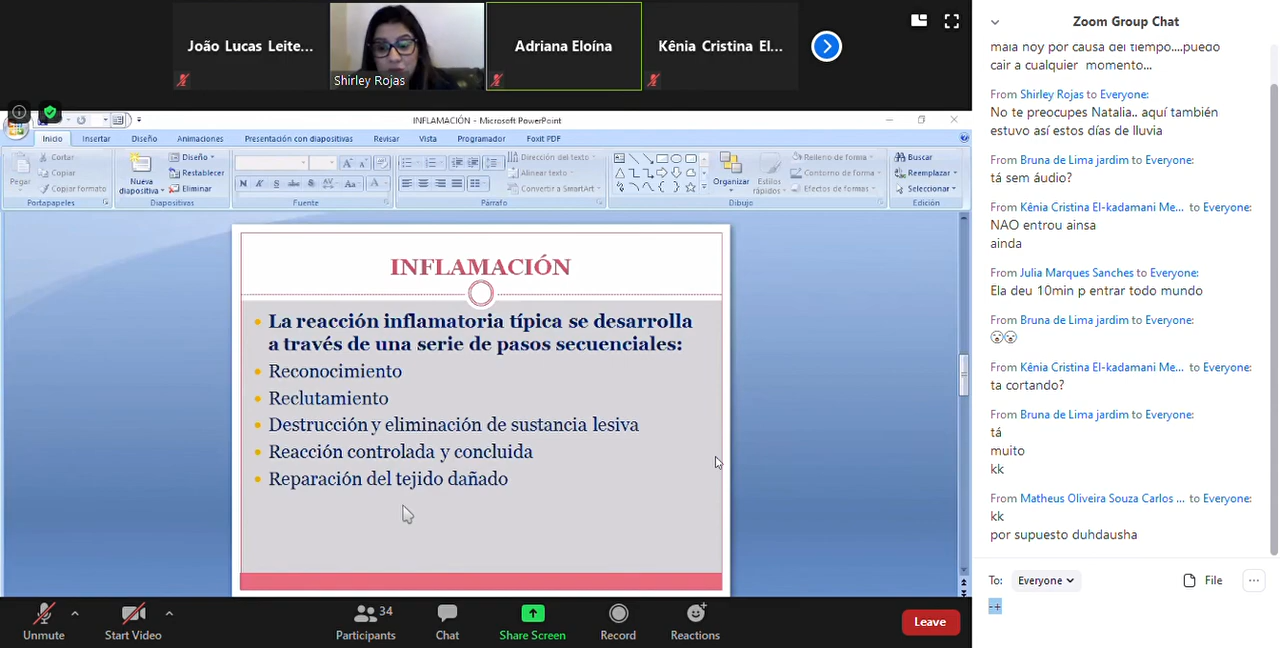 João Lucas Leite...
Shirley Rojas
Adriana Eloína
Kênia Cristina El...
INFLAMACIÓN - Microsoft PowerPoint
Inicio
Insertar
Diseño
Animaciones
Presentación con diapositivas
Revisar
Vista
Programador
Foxit PDF
Pegar
Cortar
Copiar
Copiar formato
Portapapeles
Nueva
diapositiva
Diseño
Restablecer
Eliminar
Diapositivas
N K S abc S AV Aa A
Fuente
Dirección del texto
Alinear texto
Convertir a SmartArt
Párrafo
Organizar
Estilos
rápidos
Relleno de forma
Contorno de forma
Efectos de formas
Dibujo
Buscar
Reemplazar
Seleccionar
Edición
INFLAMACIÓN
La reacción inflamatoria típica se desarrolla
a través de una serie de pasos secuenciales:
Reconocimiento
Reclutamiento
Destrucción y eliminación de sustancia lesiva
Reacción controlada y concluida
Reparación del tejido dañado
Unmute
Start Video
34
Participants
Chat
Share Screen
Record
Reactions
Leave
Zoom Group Chat
mala hoy por causa del tiempo....puedo
cair a cualquier momento...
From Shirley Rojas to Everyone:
No te preocupes Natalia.. aquí también
estuvo así estos días de lluvia
From Bruna de Lima jardim to Everyone:
tá sem áudio?
From Kênia Cristina El-kadamani Me... to Everyone:
NAO entrou ainsa
ainda
From Julia Marques Sanches to Everyone:
Ela deu 10min p entrar todo mundo
From Bruna de Lima jardim to Everyone:
😮😮
From Kênia Cristina El-kadamani Me... to Everyone:
ta cortando?
From Bruna de Lima jardim to Everyone:
tá
muito
kk
From Matheus Oliveira Souza Carlos ... to Everyone:
kk
por supuesto duhdausha
To: Everyone
File
-+